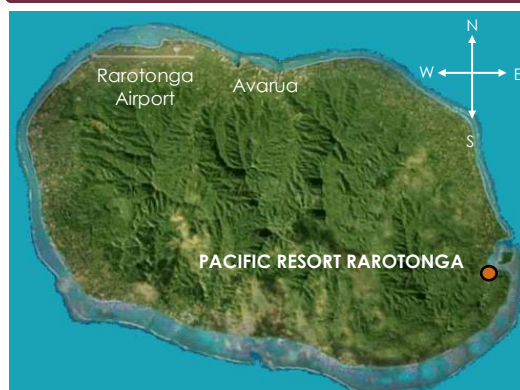 N
W E
S
Rarotonga
Airport
Avarua
PACIFIC RESORT RAROTONGA